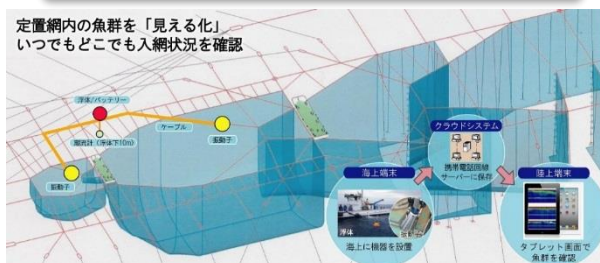 定置網内の魚群を「見える化」
いつでもどこでも入網状況を確認
浮体/バッテリー
ケーブル
振動子
潮流計(浮体下10m)
振動子
クラウドシステム
携帯電話回線
サーバーに保存
海上端末
浮体
振動子
海上に機器を設置
陸上端末
タブレット画面で
魚群を確認